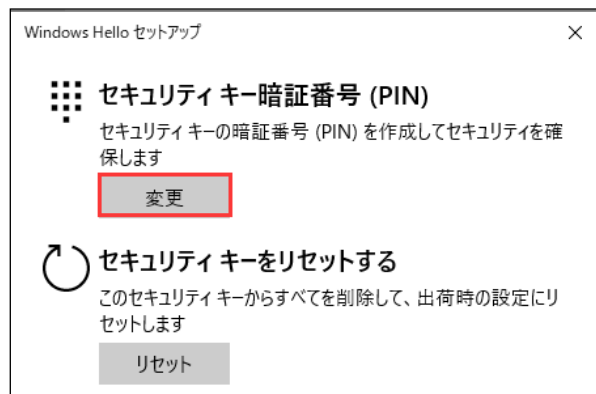 Windows Hello セットアップ
セキュリティ キー暗証番号 (PIN)
セキュリティ キーの暗証番号 (PIN) を作成してセキュリティを確
保します
変更
セキュリティ キーをリセットする
このセキュリティ キーからすべてを削除して、出荷時の設定にリ
セットします
リセット